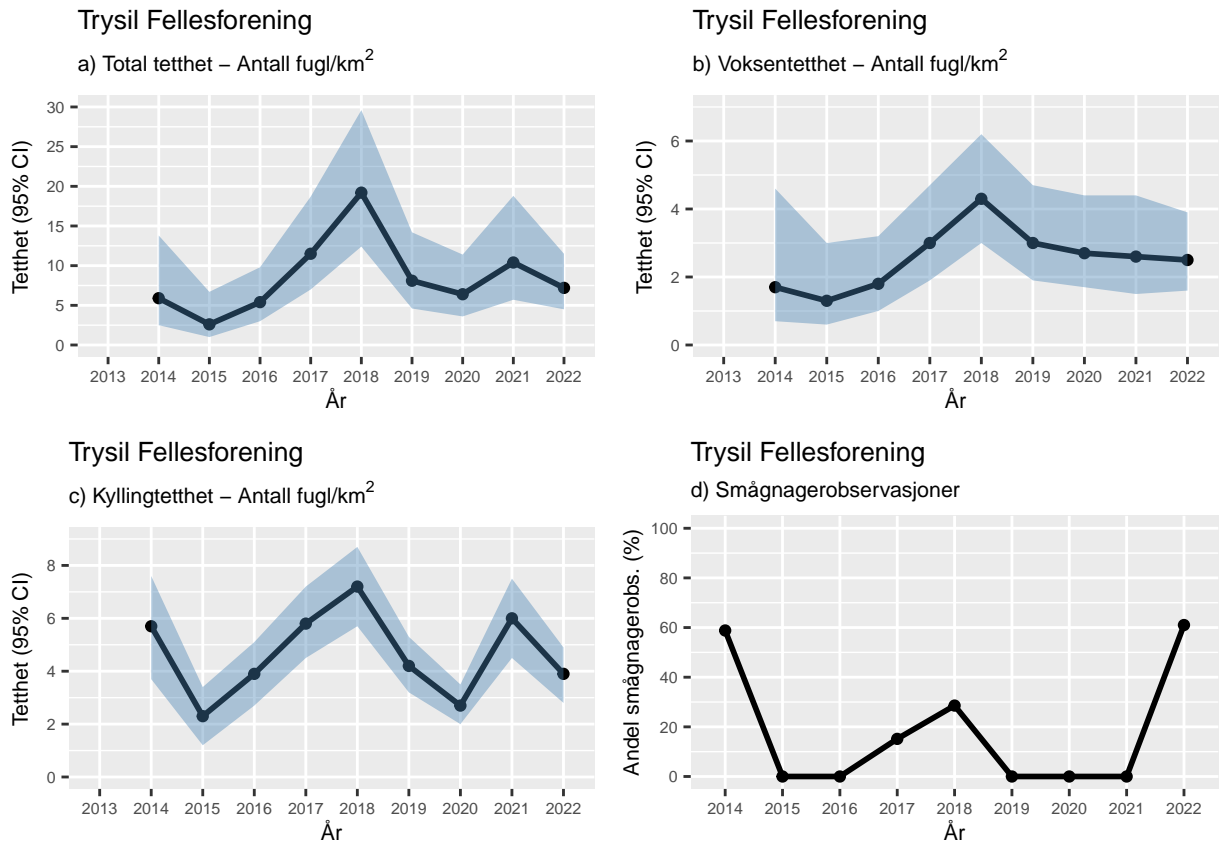 Trysil Fellesforening
a) Total tetthet – Antall fugl/km²
Tetthet (95% CI)
30
25
20
15
10
5
0
2013 2014 2015 2016 2017 2018 2019 2020 2021 2022
År
Trysil Fellesforening
b) Voksentetthet – Antall fugl/km²
Tetthet (95% CI)
6
4
2
0
2013 2014 2015 2016 2017 2018 2019 2020 2021 2022
År
Trysil Fellesforening
c) Kyllingtetthet – Antall fugl/km²
Tetthet (95% CI)
8
6
4
2
0
2013 2014 2015 2016 2017 2018 2019 2020 2021 2022
År
Trysil Fellesforening
d) Smågnagerobservasjoner
Andel smågnagerobs. (%)
100
80
60
40
20
0
2014 2015 2016 2017 2018 2019 2020 2021 2022
År